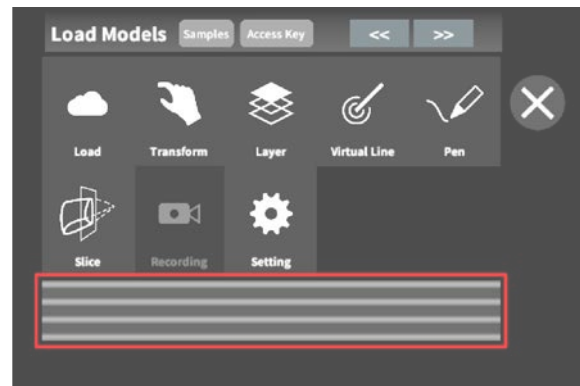 Load Models Samples Access Key << >>
Load Transform Layer Virtual Line Pen
Slice Recording Setting